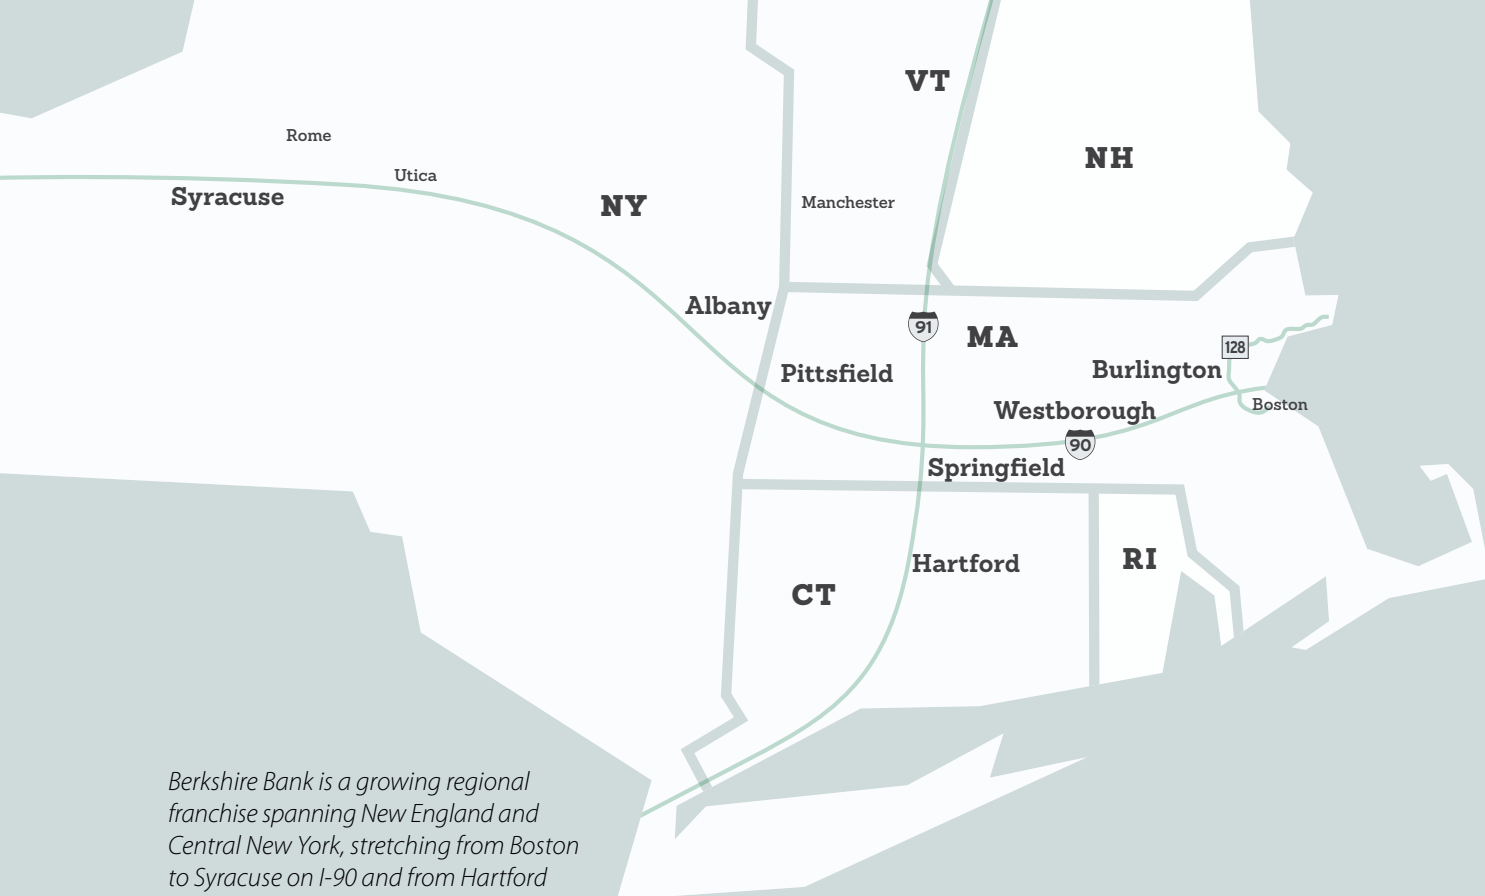 VT
Rome
NH
Utica
Syracuse
NY
Manchester
Albany
91
MA
128
Pittsfield
Burlington
Westborough
Boston
90
Springfield
Hartford
RI
CT
Berkshire Bank is a growing regional
franchise spanning New England and
Central New York, stretching from Boston
to Syracuse on I-90 and from Hartford